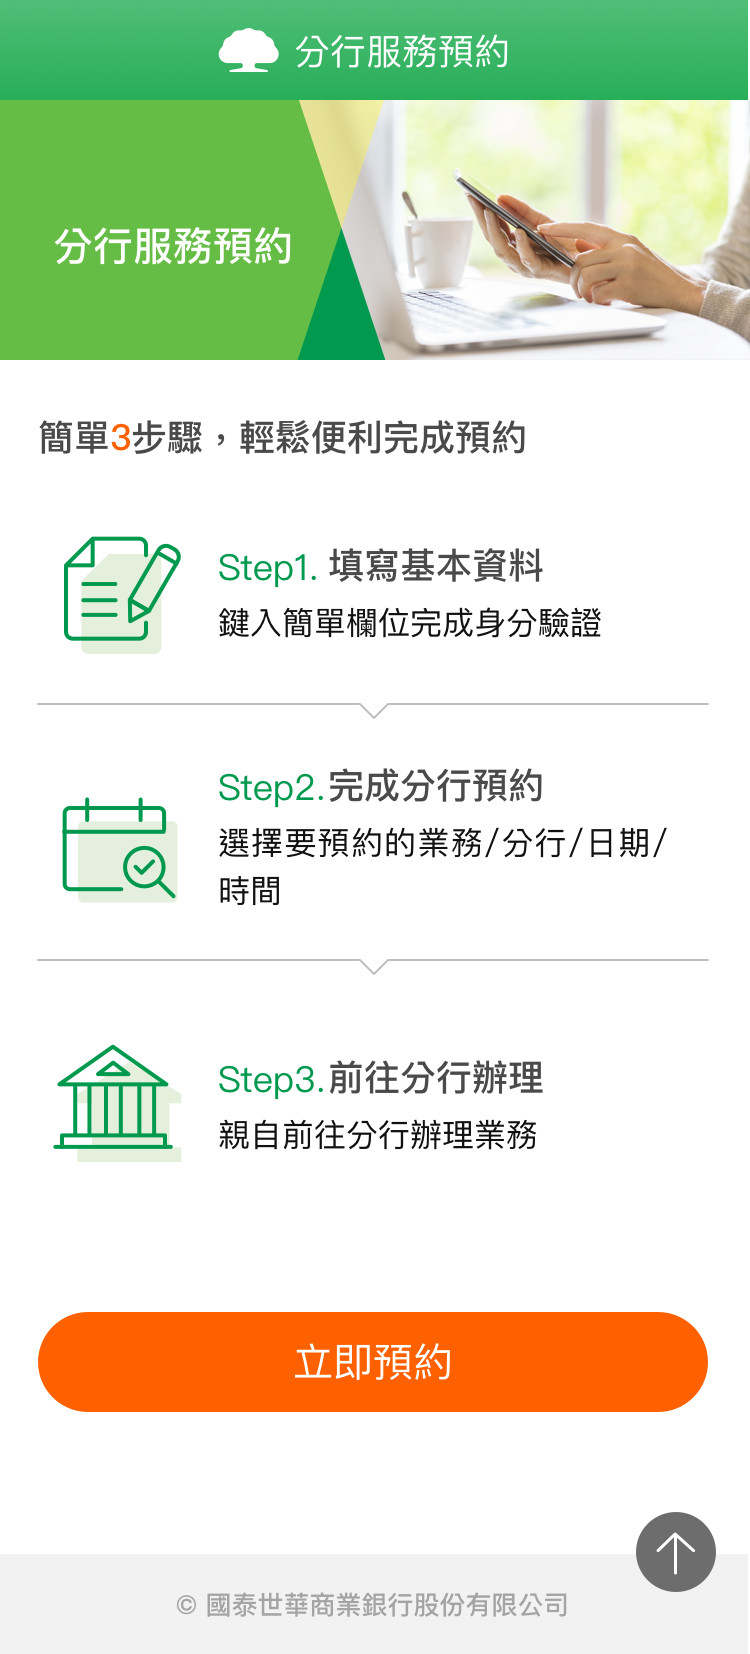 分行服務預約
分行服務預約
簡單3步驟，輕鬆便利完成預約
Step1. 填寫基本資料
鍵入簡單欄位完成身分驗證
Step2.完成分行預約
選擇要預約的業務/分行/日期/
時間
Step3.前往分行辦理
親自前往分行辦理業務
立即預約
© 國泰世華商業銀行股份有限公司